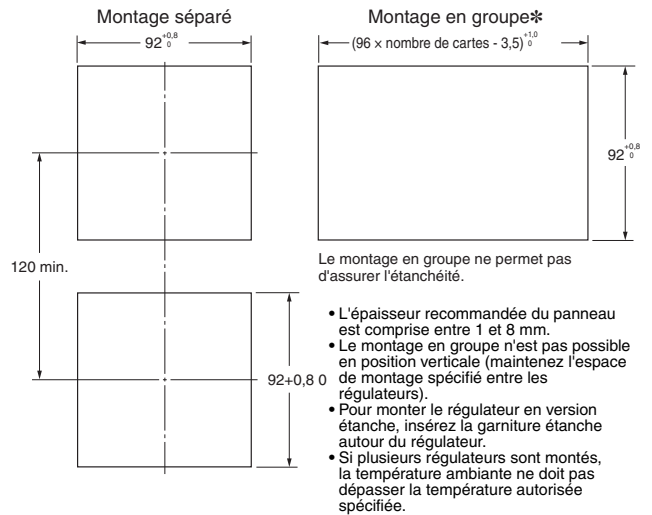 Montage séparé
92 +0,8 0
120 min.
92+0,8 0
Montage en groupe✻
(96 x nombre de cartes - 3,5) +1,0 0
92 +0,8 0
Le montage en groupe ne permet pas
d'assurer l'étanchéité.
• L'épaisseur recommandée du panneau
est comprise entre 1 et 8 mm.
• Le montage en groupe n'est pas possible
en position verticale (maintenez l'espace
de montage spécifié entre les
régulateurs).
• Pour monter le régulateur en version
étanche, insérez la garniture étanche
autour du régulateur.
• Si plusieurs régulateurs sont montés,
la température ambiante ne doit pas
dépasser la température autorisée
spécifiée.